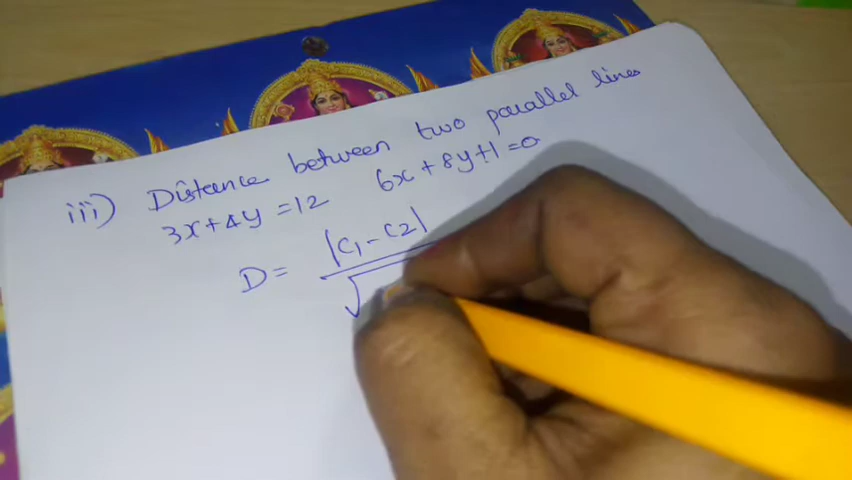 iii) Distance between two parallel lines
3x+4y =12 6x+8y+1=0
D= |C₁-C₂|
√